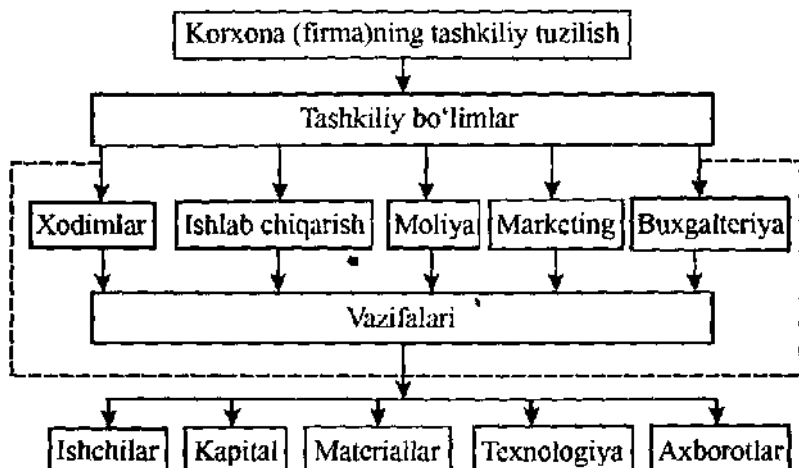 Korxona (firma)ning tashkiliy tuzilish
Tashkiliy bo‘limlar
Xodimlar
Ishlab chiqarish
Moliya
Marketing
Buxgalteriya
Vazifalari
Ishchilar
Kapital
Materiallar
Texnologiya
Axborotlar